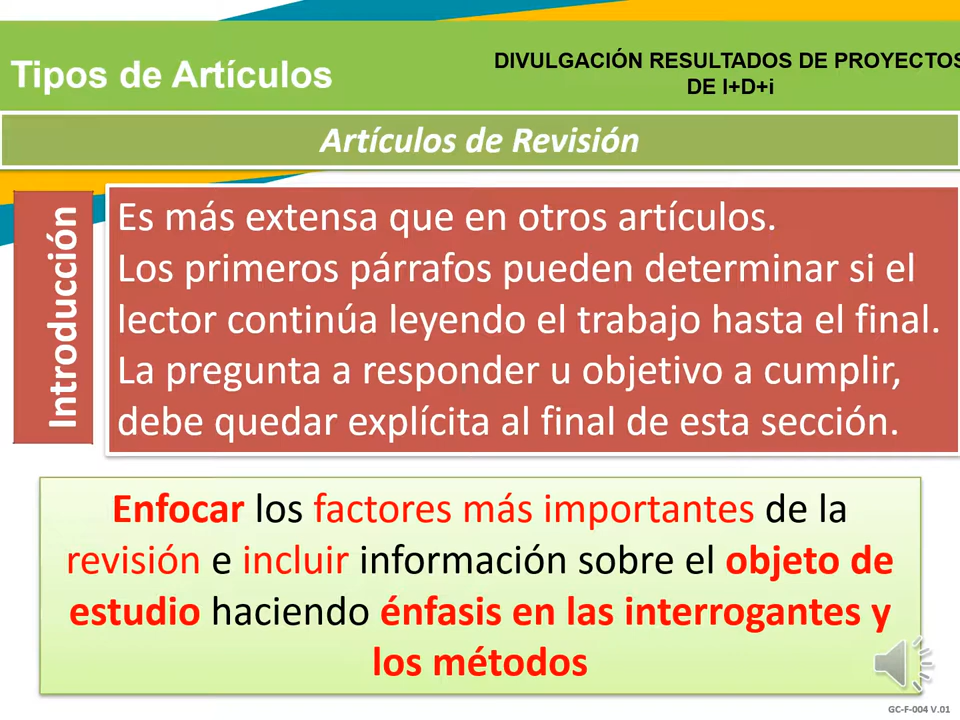 Tipos de Artículos
DIVULGACIÓN RESULTADOS DE PROYECTOS
DE I+D+i
Artículos de Revisión
Introducción
Es más extensa que en otros artículos.
Los primeros párrafos pueden determinar si el
lector continúa leyendo el trabajo hasta el final.
La pregunta a responder u objetivo a cumplir,
debe quedar explícita al final de esta sección.
Enfocar los factores más importantes de la
revisión e incluir información sobre el objeto de
estudio haciendo énfasis en las interrogantes y
los métodos
GC-F-004 V.01